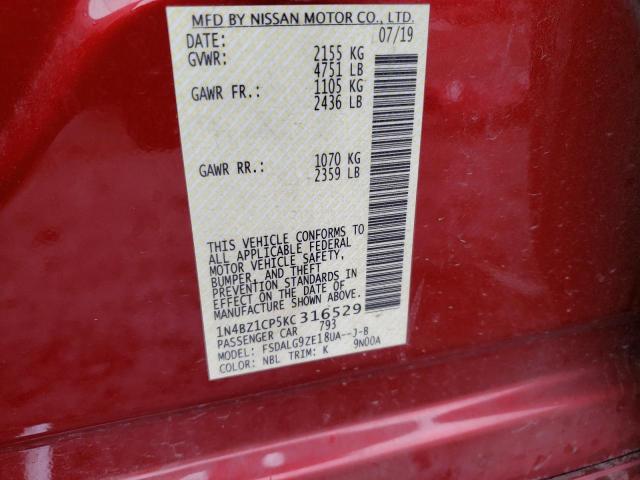 MFD BY NISSAN MOTOR CO., LTD.
DATE: 07/19
GVWR: 2155 KG
4751 LB
GAWR FR.: 1105 KG
2436 LB
GAWR RR.: 1070 KG
2359 LB
THIS VEHICLE CONFORMS TO
ALL APPLICABLE FEDERAL
MOTOR VEHICLE SAFETY,
BUMPER, AND THEFT
PREVENTION STANDARDS IN
EFFECT ON THE DATE OF
MANUFACTURE SHOWN ABOVE.
1N4BZ1CP5KC316529
PASSENGER CAR 793
MODEL: FSDALG9ZE18UA--J-B
COLOR: NBL TRIM: K 9N00A